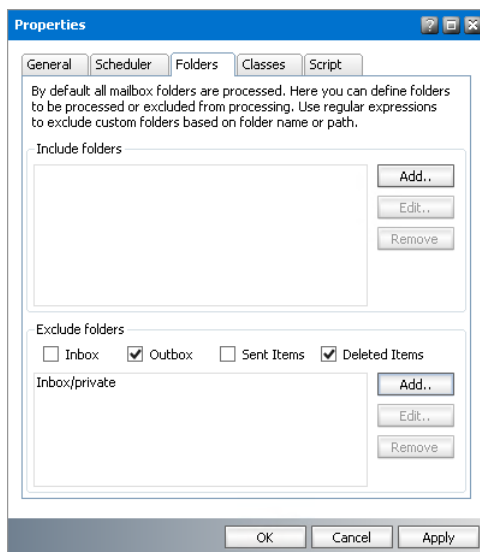 Properties
General Scheduler Folders Classes Script
By default all mailbox folders are processed. Here you can define folders
to be processed or excluded from processing. Use regular expressions
to exclude custom folders based on folder name or path.
Include folders
Add..
Edit..
Remove
Exclude folders
Inbox Outbox Sent Items Deleted Items
Inbox/private
Add..
Edit..
Remove
OK Cancel Apply